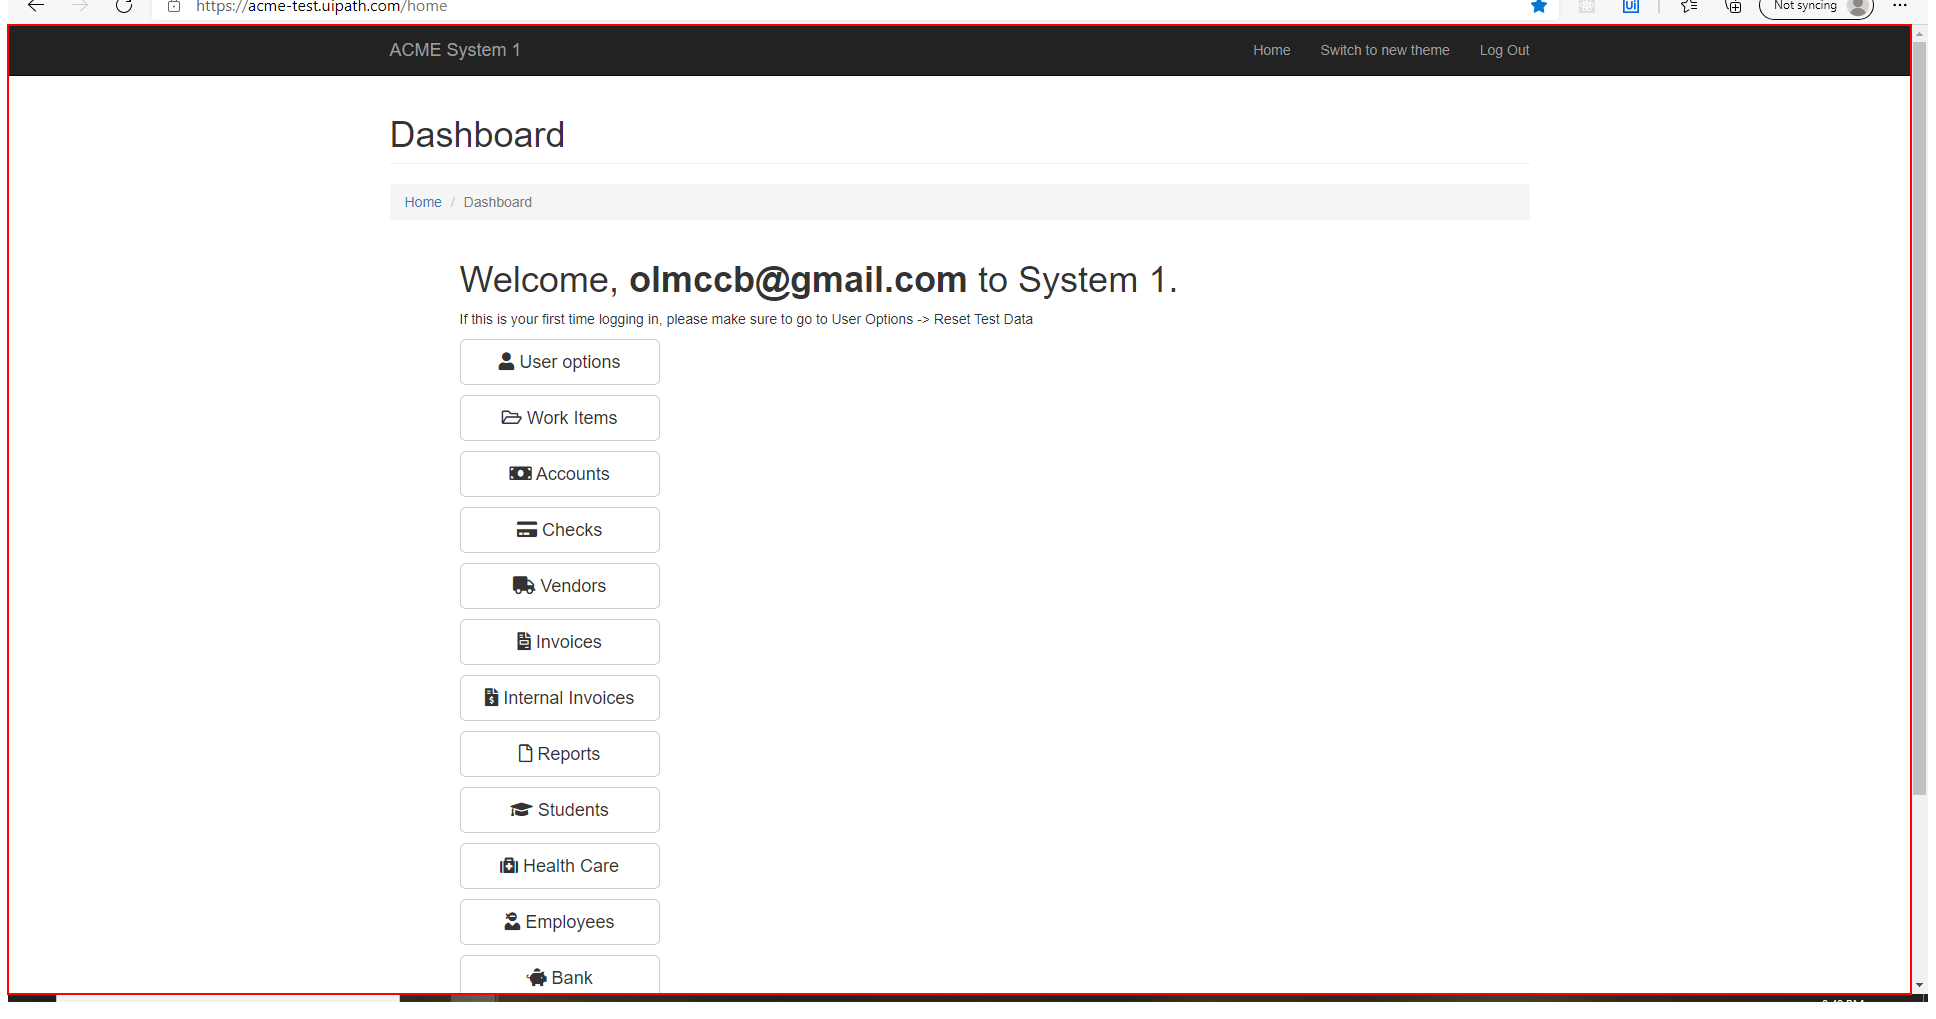 https://acme-test.uipath.com/home
Not syncing
ACME System 1
Home
Switch to new theme
Log Out
Dashboard
Home / Dashboard
Welcome, olmccb@gmail.com to System 1.
If this is your first time logging in, please make sure to go to User Options -> Reset Test Data
User options
Work Items
Accounts
Checks
Vendors
Invoices
Internal Invoices
Reports
Students
Health Care
Employees
Bank